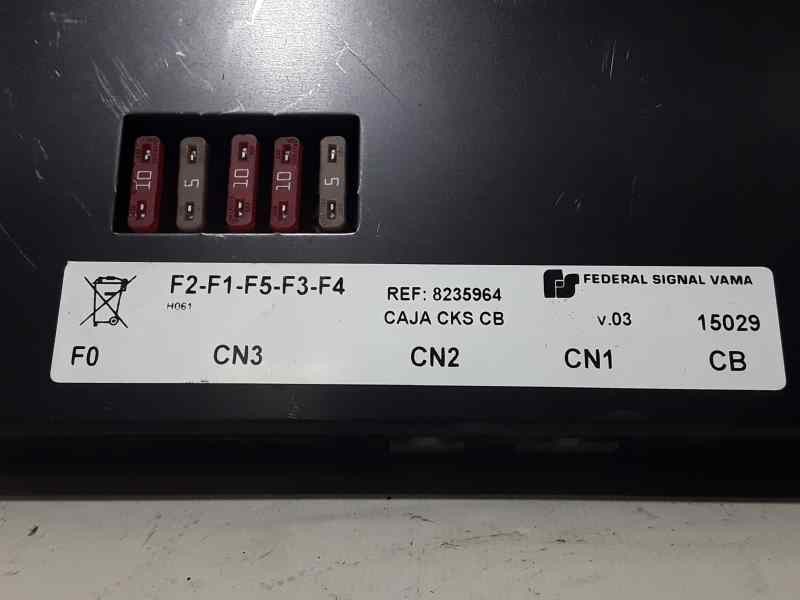 10 5 10 10 5
F2-F1-F5-F3-F4
H061
REF: 8235964
CAJA CKS CB
FS FEDERAL SIGNAL VAMA
v.03 15029
F0 CN3 CN2 CN1 CB